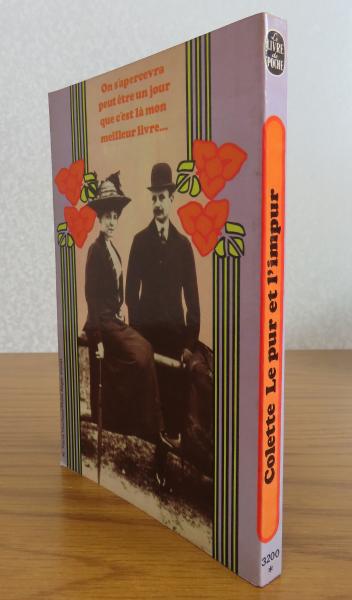 On s'apercevra
peut être un jour
que c'est là mon
meilleur livre...
Le
LIVRE
de
POCHE
Colette Le pur et l'impur
3200
*